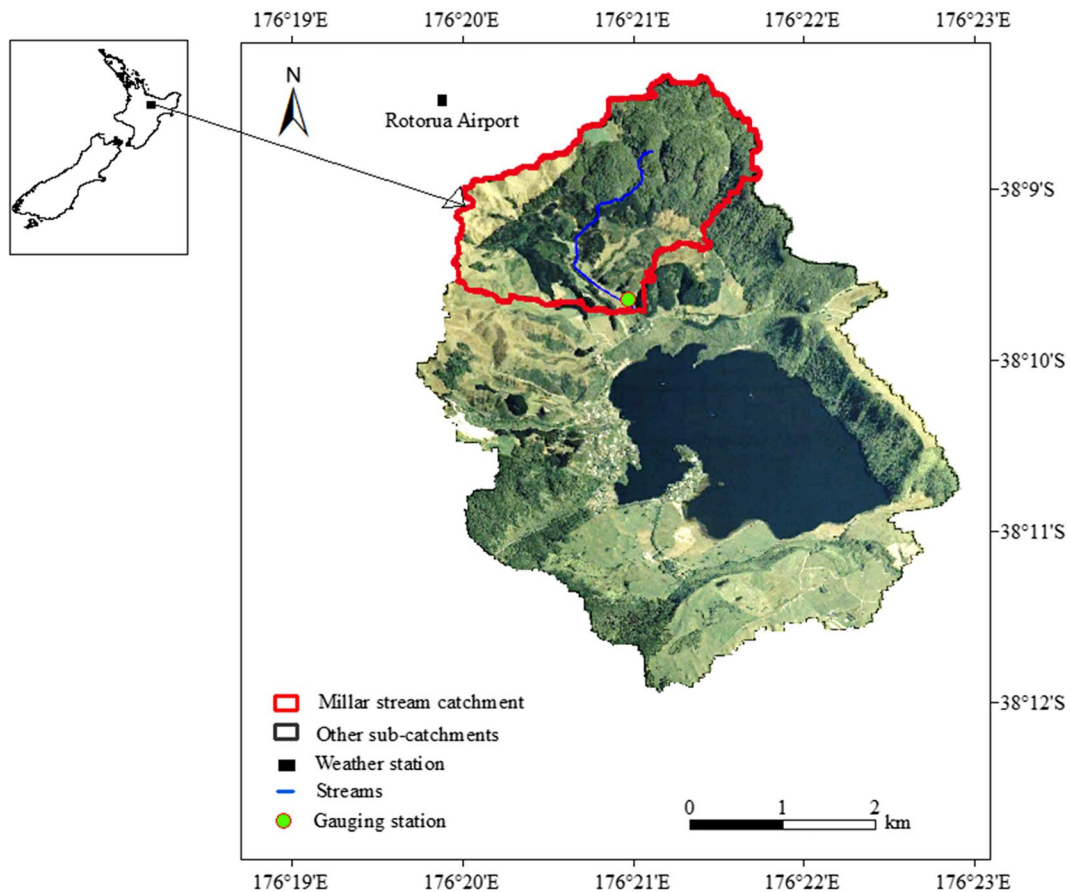 176°19'E 176°20'E 176°21'E 176°22'E 176°23'E
N
Rotorua Airport
38°9'S
38°10'S
38°11'S
38°12'S
Millar stream catchment
Other sub-catchments
Weather station
Streams
Gauging station
0 1 2
km
176°19'E 176°20'E 176°21'E 176°22'E 176°23'E